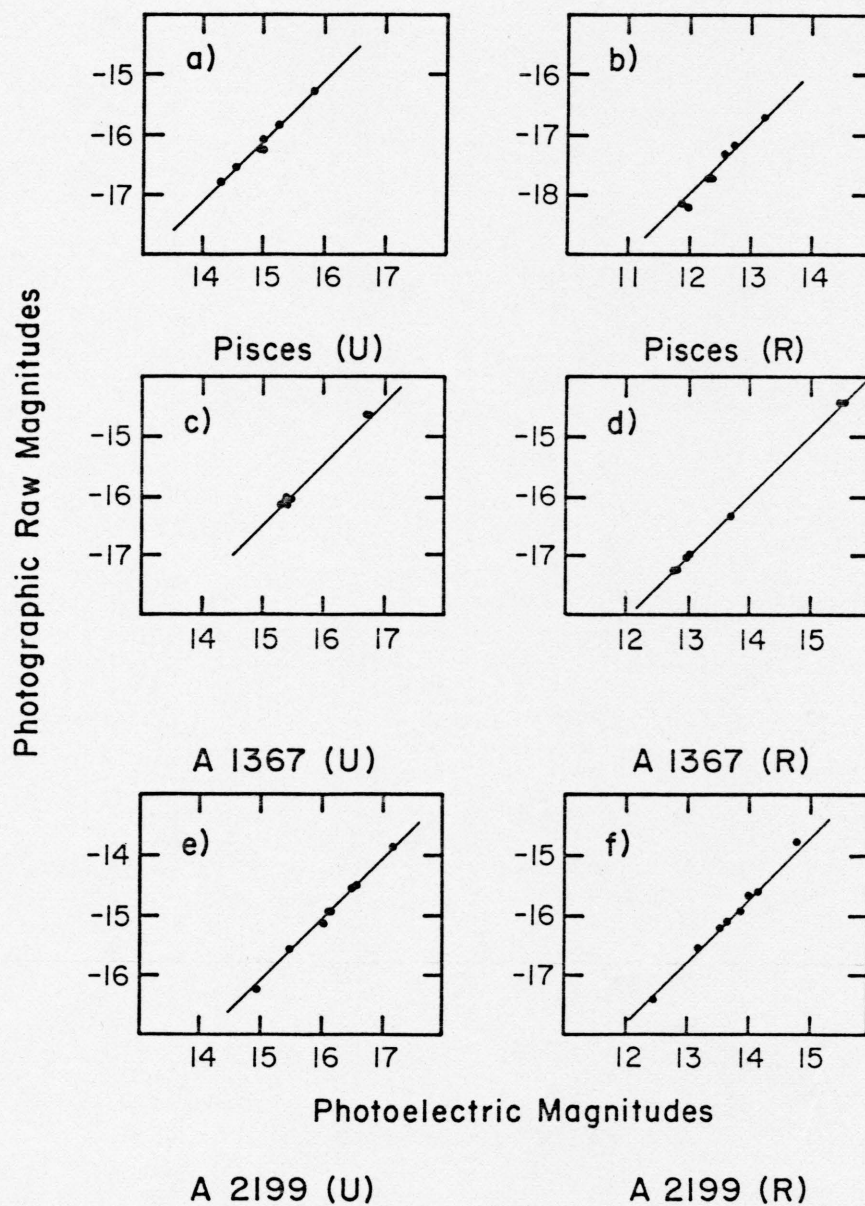 Photographic Raw Magnitudes
a)
-15
-16
-17
14 15 16 17
Pisces (U)
b)
-16
-17
-18
11 12 13 14
Pisces (R)
c)
-15
-16
-17
14 15 16 17
A 1367 (U)
d)
-15
-16
-17
12 13 14 15
A 1367 (R)
e)
-14
-15
-16
14 15 16 17
f)
-15
-16
-17
12 13 14 15
Photoelectric Magnitudes
A 2199 (U)
A 2199 (R)